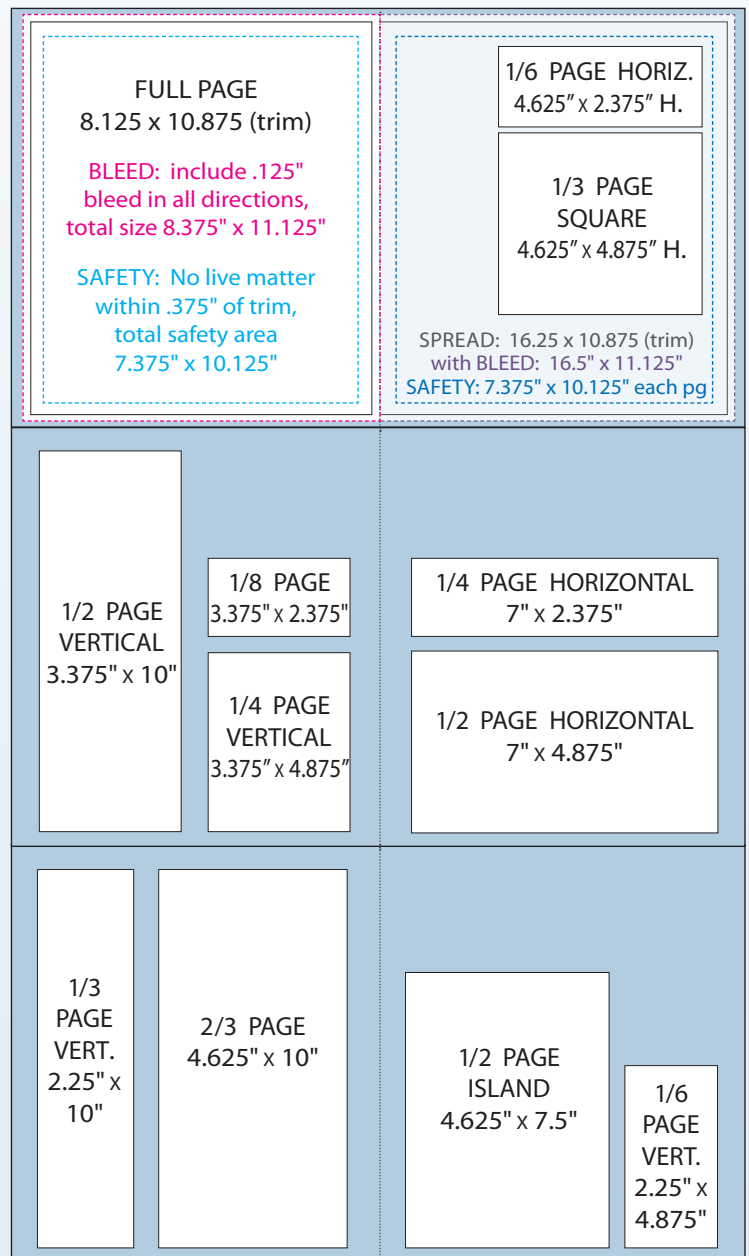 FULL PAGE
8.125 x 10.875 (trim)
BLEED: include .125"
bleed in all directions,
total size 8.375" x 11.125"
SAFETY: No live matter
within .375" of trim,
total safety area
7.375" x 10.125"
1/6 PAGE HORIZ.
4.625" x 2.375" H.
1/3 PAGE
SQUARE
4.625" x 4.875" H.
SPREAD: 16.25 x 10.875 (trim)
with BLEED: 16.5" x 11.125"
SAFETY: 7.375" x 10.125" each pg
1/2 PAGE
VERTICAL
3.375" x 10"
1/8 PAGE
3.375" x 2.375"
1/4 PAGE
VERTICAL
3.375" x 4.875"
1/4 PAGE HORIZONTAL
7" x 2.375"
1/2 PAGE HORIZONTAL
7" x 4.875"
1/3
PAGE
VERT.
2.25" x
10"
2/3 PAGE
4.625" x 10"
1/2 PAGE
ISLAND
4.625" x 7.5"
1/6
PAGE
VERT.
2.25" x
4.875"